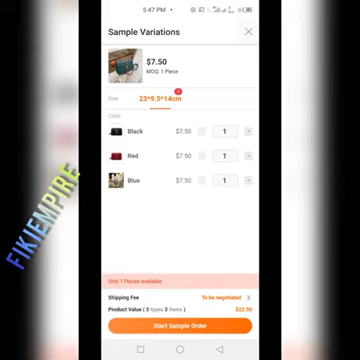 5:47 PM
Sample Variations
$7.50
MOQ: 1 Piece
3
Size 23*9.5*14cm
Color
Black $7.50 - 1 +
Red $7.50 - 1 +
Blue $7.50 - 1 +
FIKIEMPIRE
Only 1 Pieces available
Shipping Fee To be negotiated >
Product Value ( 3 types 3 items ) $22.50
Start Sample Order